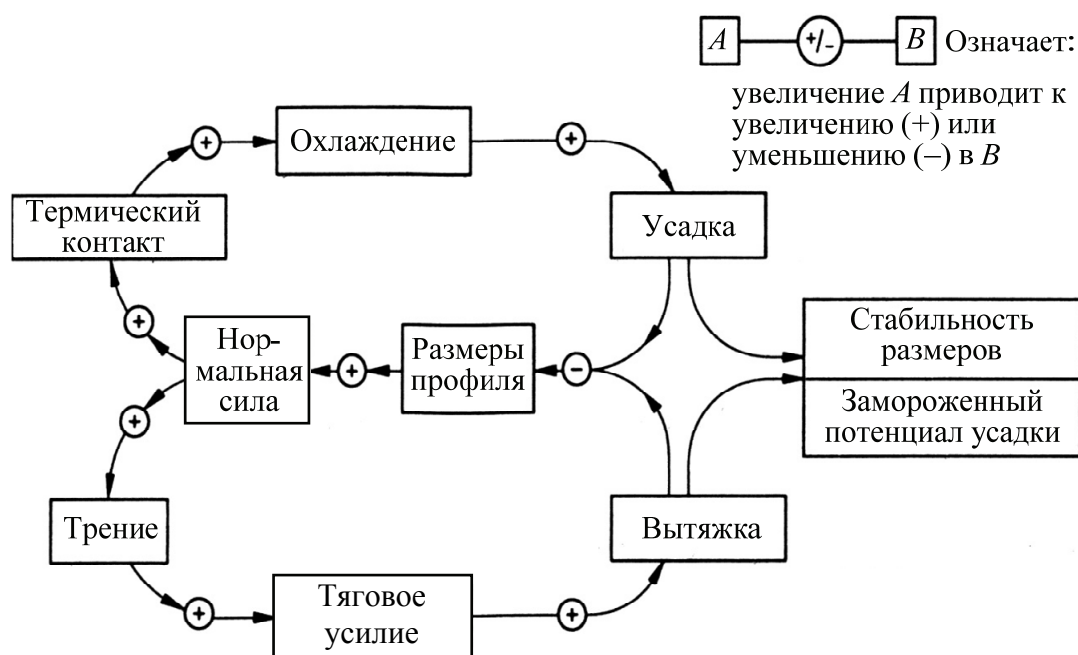 A +/- B Означает:
увеличение A приводит к
увеличению (+) или
уменьшению (–) в B
+ Охлаждение +
Термический
контакт
Усадка
+
Нор-
мальная
сила
+
Размеры
профиля
–
Стабильность
размеров
Замороженный
потенциал усадки
+
Трение
Вытяжка
+
Тяговое
усилие
+